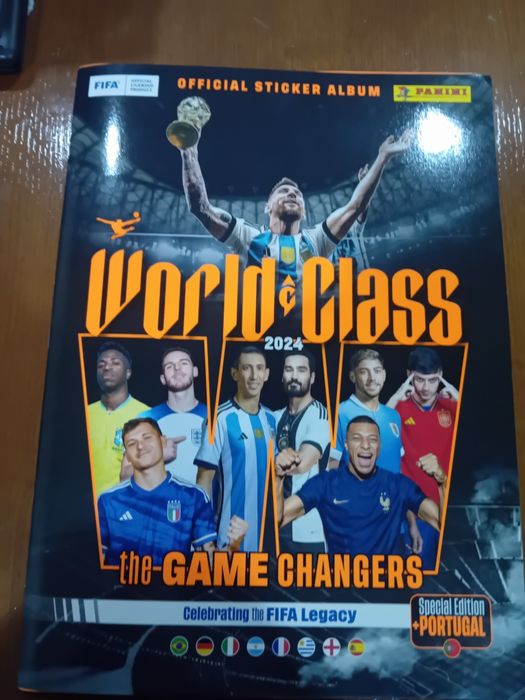 FIFA
OFFICIAL
LICENSED
PRODUCT
OFFICIAL STICKER ALBUM
PANINI
World Class
2024
the GAME CHANGERS
Celebrating the FIFA Legacy
Special Edition
+PORTUGAL